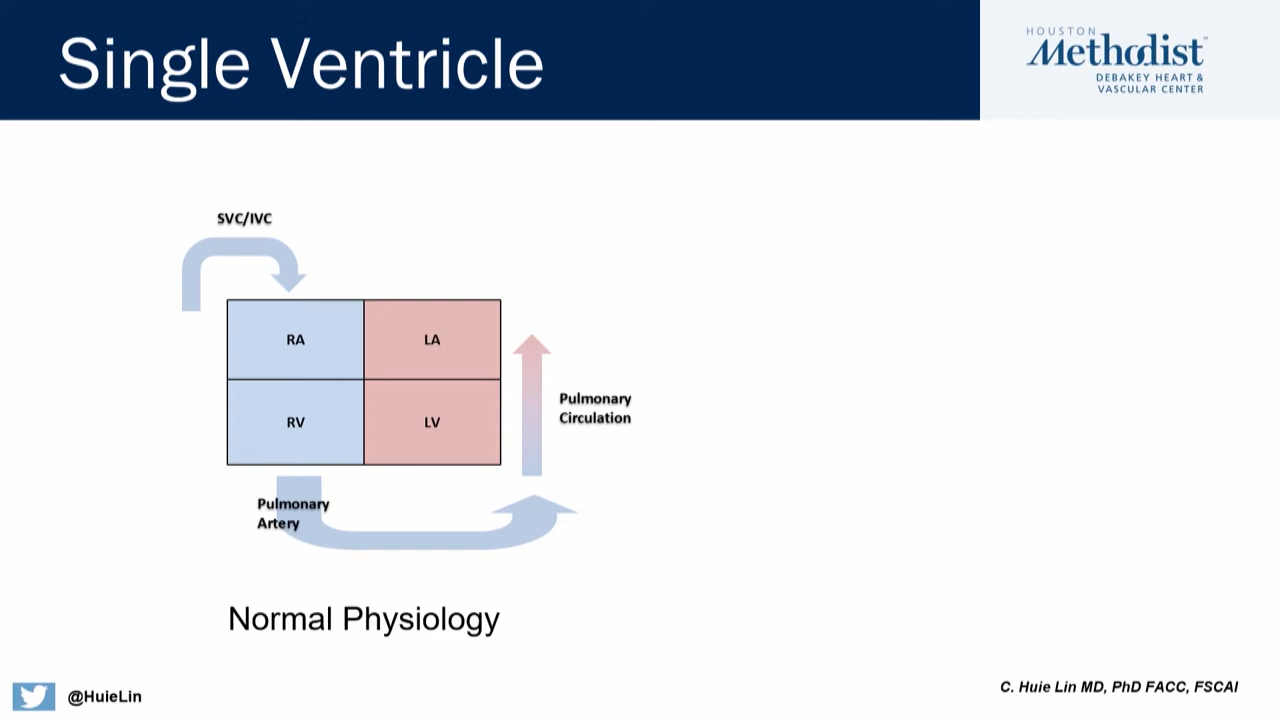 Single Ventricle
HOUSTON
Methodist
DEBAKEY HEART &
VASCULAR CENTER
SVC/IVC
RA
LA
RV
LV
Pulmonary
Circulation
Pulmonary
Artery
Normal Physiology
@HuieLin
C. Huie Lin MD, PhD FACC, FSCAI